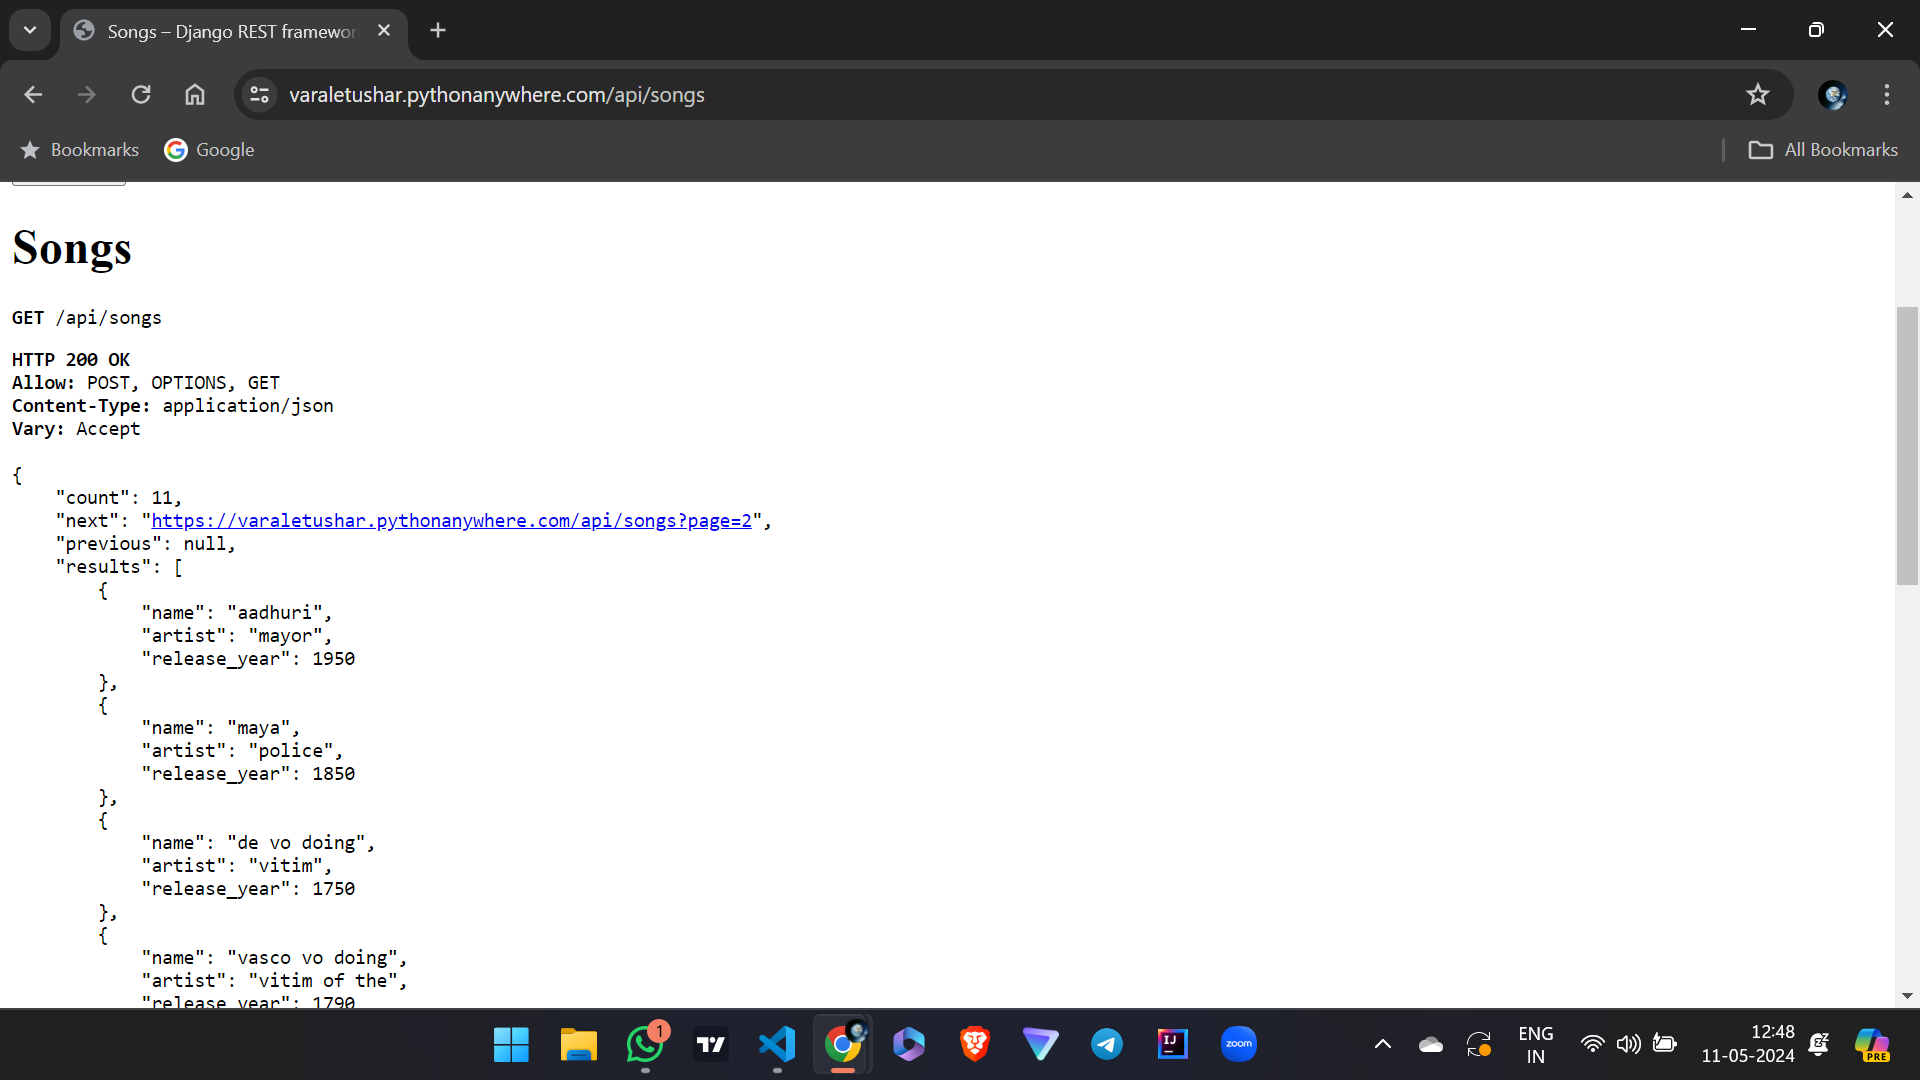 Songs – Django REST framewor
varaletushar.pythonanywhere.com/api/songs
Bookmarks
Google
All Bookmarks
Songs
GET /api/songs
HTTP 200 OK
Allow: POST, OPTIONS, GET
Content-Type: application/json
Vary: Accept
{
    "count": 11,
    "next": "https://varaletushar.pythonanywhere.com/api/songs?page=2",
    "previous": null,
    "results": [
        {
            "name": "aadhuri",
            "artist": "mayor",
            "release_year": 1950
        },
        {
            "name": "maya",
            "artist": "police",
            "release_year": 1850
        },
        {
            "name": "de vo doing",
            "artist": "vitim",
            "release_year": 1750
        },
        {
            "name": "vasco vo doing",
            "artist": "vitim of the",
            "release_year": 1790
1
IJ
zoom
ENG
IN
12:48
11-05-2024
PRE